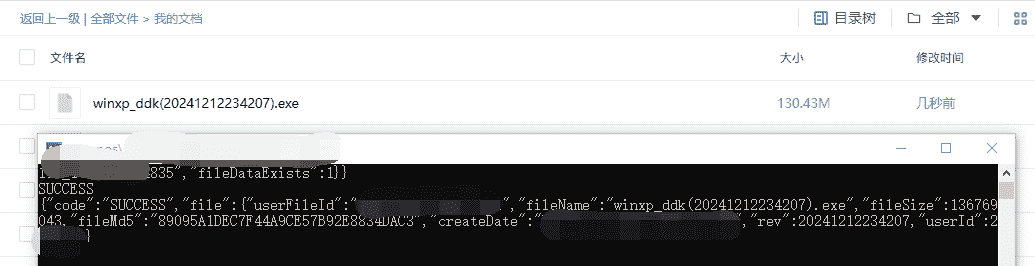 返回上一级 | 全部文件 > 我的文档
目录树
全部
文件名
大小
修改时间
winxp_ddk(20241212234207).exe
130.43M
几秒前
835","fileDataExists":1}}
SUCCESS
{"code":"SUCCESS","file":{"userFileId":" ","fileName":"winxp_ddk(20241212234207).exe","fileSize":136769
043,"fileMd5":"89095A1DEC7F44A9CE57B92E8834DAC3","createDate": ,"rev":20241212234207,"userId":2
}